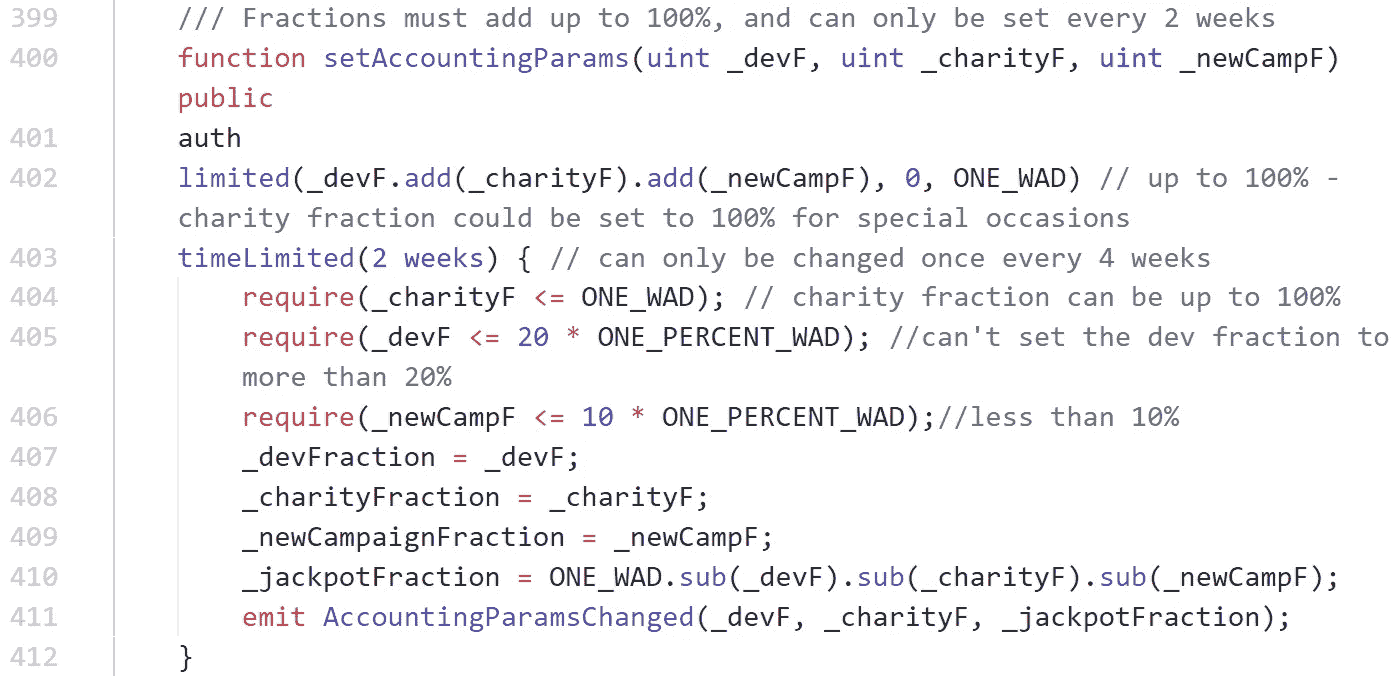 399 /// Fractions must add up to 100%, and can only be set every 2 weeks
400 function setAccountingParams(uint _devF, uint _charityF, uint _newCampF)
public
401 auth
402 limited(_devF.add(_charityF).add(_newCampF), 0, ONE_WAD) // up to 100% -
charity fraction could be set to 100% for special occasions
403 timeLimited(2 weeks) { // can only be changed once every 4 weeks
404 require(_charityF <= ONE_WAD); // charity fraction can be up to 100%
405 require(_devF <= 20 * ONE_PERCENT_WAD); //can't set the dev fraction to
more than 20%
406 require(_newCampF <= 10 * ONE_PERCENT_WAD);//less than 10%
407 _devFraction = _devF;
408 _charityFraction = _charityF;
409 _newCampaignFraction = _newCampF;
410 _jackpotFraction = ONE_WAD.sub(_devF).sub(_charityF).sub(_newCampF);
411 emit AccountingParamsChanged(_devF, _charityF, _jackpotFraction);
412 }